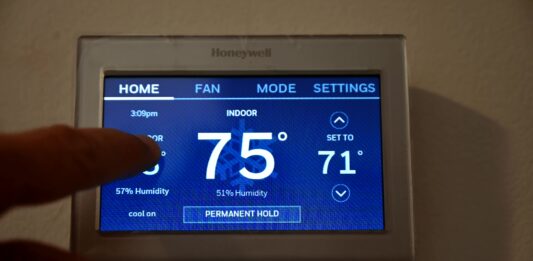 Honeywell
HOME FAN MODE SETTINGS
3:09pm INDOOR
SET TO
75° 71°
57% Humidity 51% Humidity
cool on PERMANENT HOLD